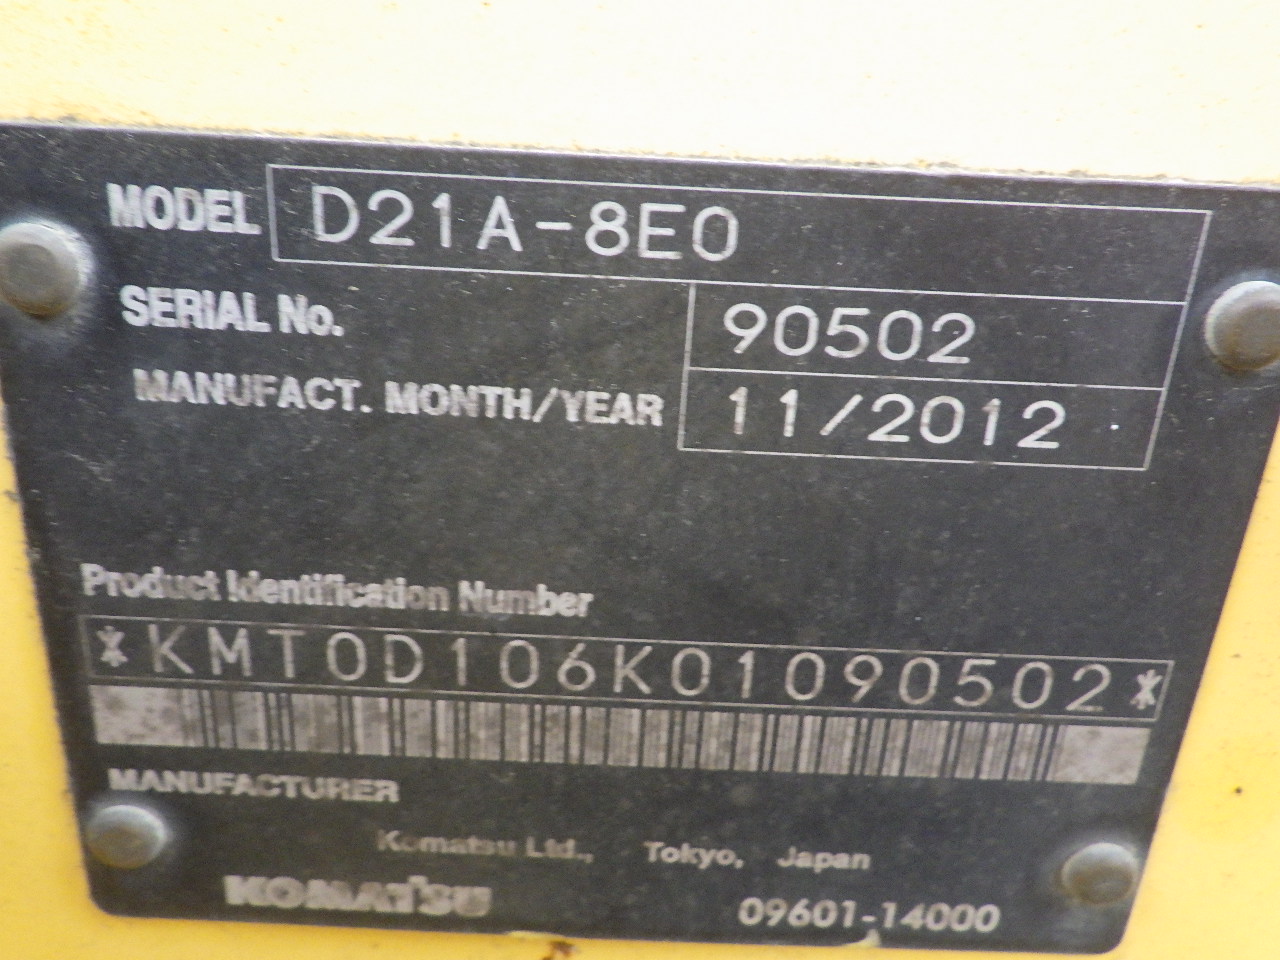 MODEL D21A-8E0
SERIAL No. 90502
MANUFACT. MONTH/YEAR 11/2012
Product Identification Number
*KMT0D106K01090502*
MANUFACTURER
Komatsu Ltd., Tokyo, Japan
KOMATSU 09601-14000